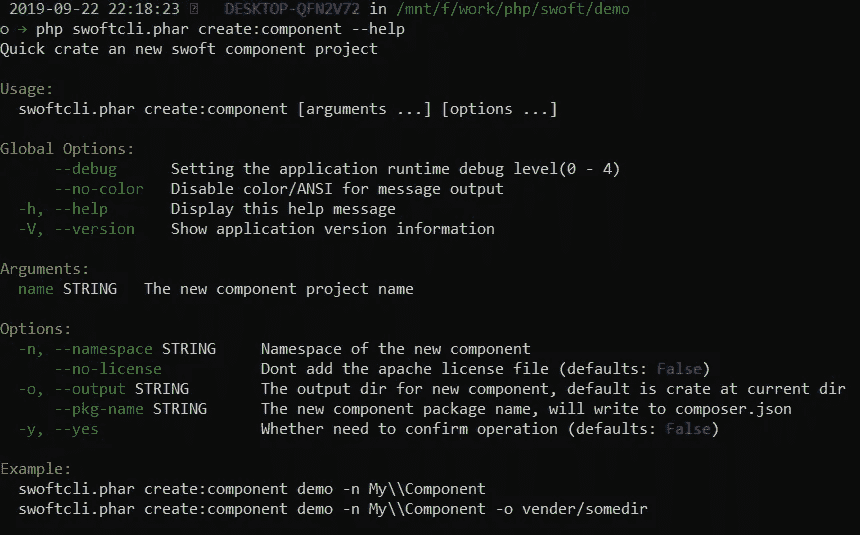 2019-09-22 22:18:23 DESKTOP-QFN2V72 in /mnt/f/work/php/swoft/demo
o → php swoftcli.phar create:component --help
Quick crate an new swoft component project
Usage:
swoftcli.phar create:component [arguments ...] [options ...]
Global Options:
--debug Setting the application runtime debug level(0 - 4)
--no-color Disable color/ANSI for message output
-h, --help Display this help message
-V, --version Show application version information
Arguments:
name STRING The new component project name
Options:
-n, --namespace STRING Namespace of the new component
--no-license Dont add the apache license file (defaults: False)
-o, --output STRING The output dir for new component, default is crate at current dir
--pkg-name STRING The new component package name, will write to composer.json
-y, --yes Whether need to confirm operation (defaults: False)
Example:
swoftcli.phar create:component demo -n My\\Component
swoftcli.phar create:component demo -n My\\Component -o vender/somedir